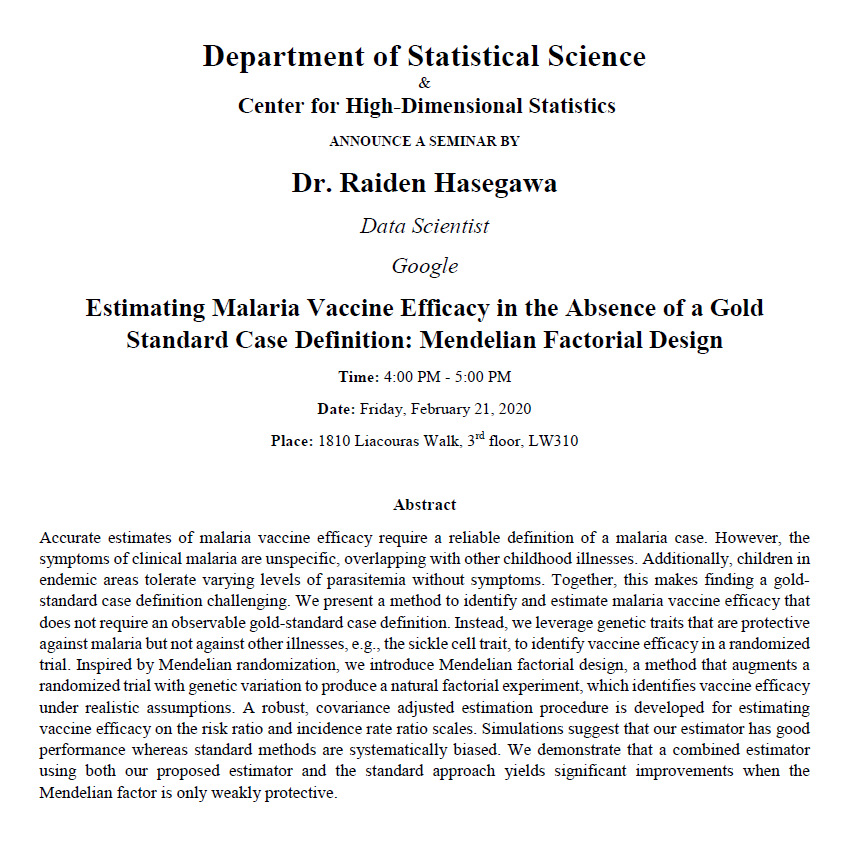 Department of Statistical Science
&
Center for High-Dimensional Statistics
ANNOUNCE A SEMINAR BY
Dr. Raiden Hasegawa
Data Scientist
Google
Estimating Malaria Vaccine Efficacy in the Absence of a Gold
Standard Case Definition: Mendelian Factorial Design
Time: 4:00 PM - 5:00 PM
Date: Friday, February 21, 2020
Place: 1810 Liacouras Walk, 3rd floor, LW310
Abstract
Accurate estimates of malaria vaccine efficacy require a reliable definition of a malaria case. However, the
symptoms of clinical malaria are unspecific, overlapping with other childhood illnesses. Additionally, children in
endemic areas tolerate varying levels of parasitemia without symptoms. Together, this makes finding a gold-
standard case definition challenging. We present a method to identify and estimate malaria vaccine efficacy that
does not require an observable gold-standard case definition. Instead, we leverage genetic traits that are protective
against malaria but not against other illnesses, e.g., the sickle cell trait, to identify vaccine efficacy in a randomized
trial. Inspired by Mendelian randomization, we introduce Mendelian factorial design, a method that augments a
randomized trial with genetic variation to produce a natural factorial experiment, which identifies vaccine efficacy
under realistic assumptions. A robust, covariance adjusted estimation procedure is developed for estimating
vaccine efficacy on the risk ratio and incidence rate ratio scales. Simulations suggest that our estimator has good
performance whereas standard methods are systematically biased. We demonstrate that a combined estimator
using both our proposed estimator and the standard approach yields significant improvements when the
Mendelian factor is only weakly protective.